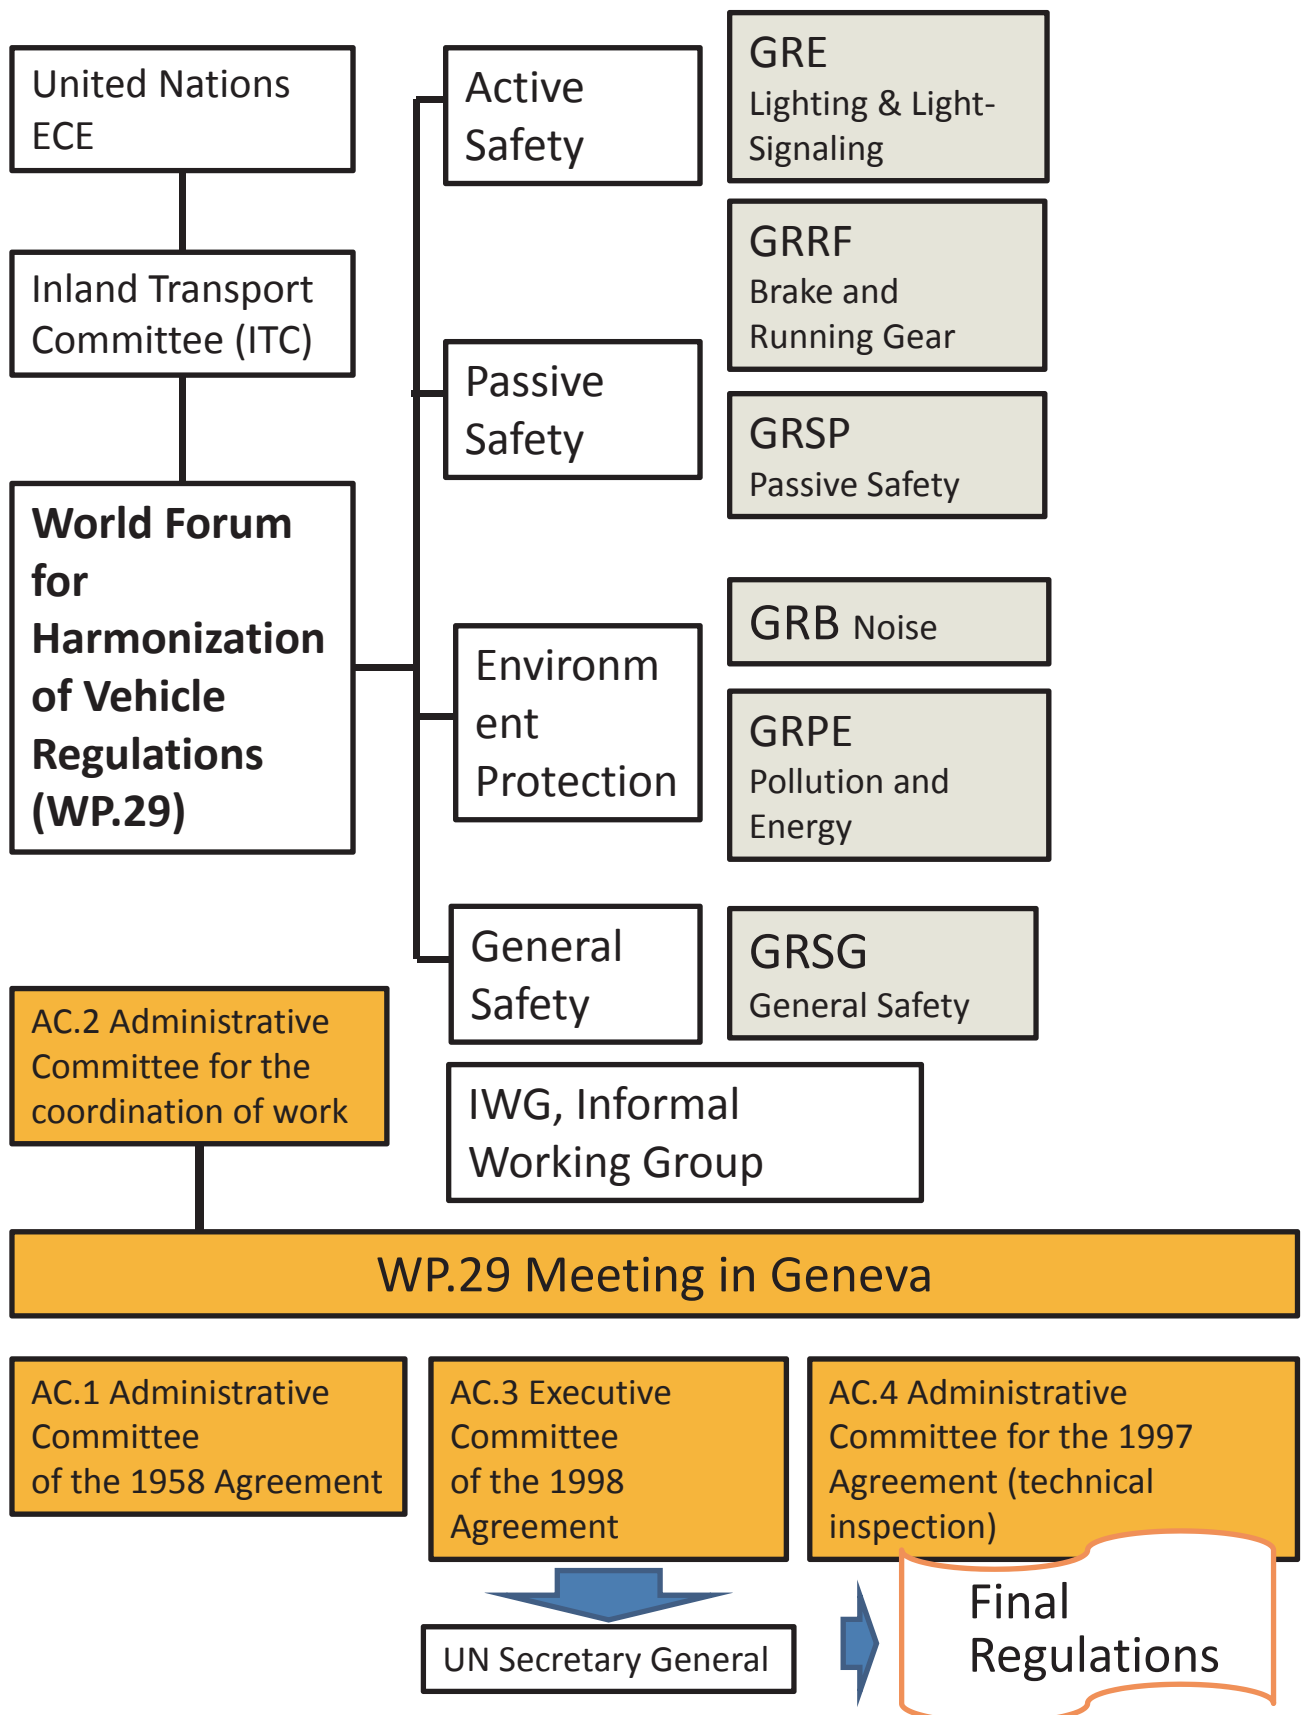 United Nations
ECE
Inland Transport
Committee (ITC)
World Forum
for
Harmonization
of Vehicle
Regulations
(WP.29)
Active
Safety
Passive
Safety
Environm
ent
Protection
General
Safety
GRE
Lighting & Light-
Signaling
GRRF
Brake and
Running Gear
GRSP
Passive Safety
GRB Noise
GRPE
Pollution and
Energy
GRSG
General Safety
AC.2 Administrative
Committee for the
coordination of work
IWG, Informal
Working Group
WP.29 Meeting in Geneva
AC.1 Administrative
Committee
of the 1958 Agreement
AC.3 Executive
Committee
of the 1998
Agreement
AC.4 Administrative
Committee for the 1997
Agreement (technical
inspection)
UN Secretary General
Final
Regulations